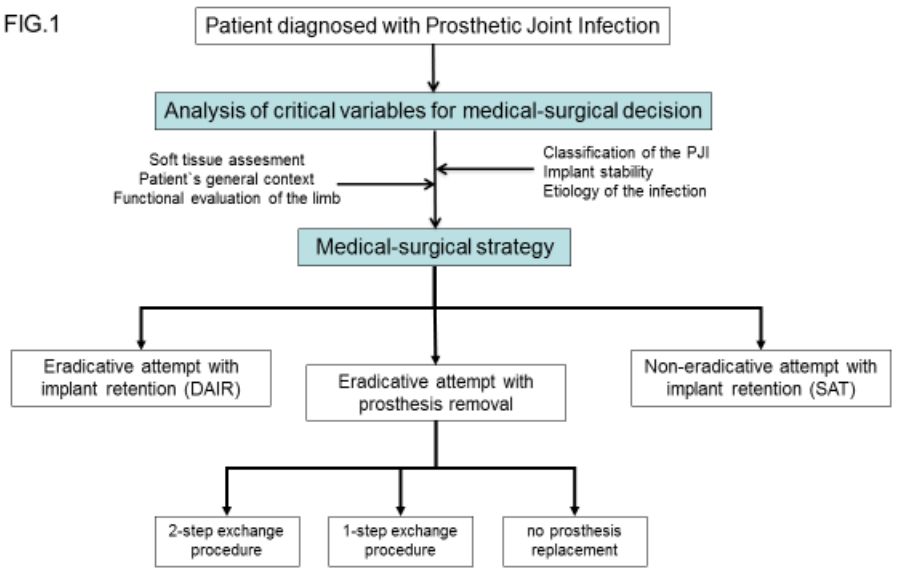 FIG.1
Patient diagnosed with Prosthetic Joint Infection
Analysis of critical variables for medical-surgical decision
Soft tissue assesment
Patient`s general context
Functional evaluation of the limb
Classification of the PJI
Implant stability
Etiology of the infection
Medical-surgical strategy
Eradicative attempt with
implant retention (DAIR)
Eradicative attempt with
prosthesis removal
Non-eradicative attempt with
implant retention (SAT)
2-step exchange
procedure
1-step exchange
procedure
no prosthesis
replacement